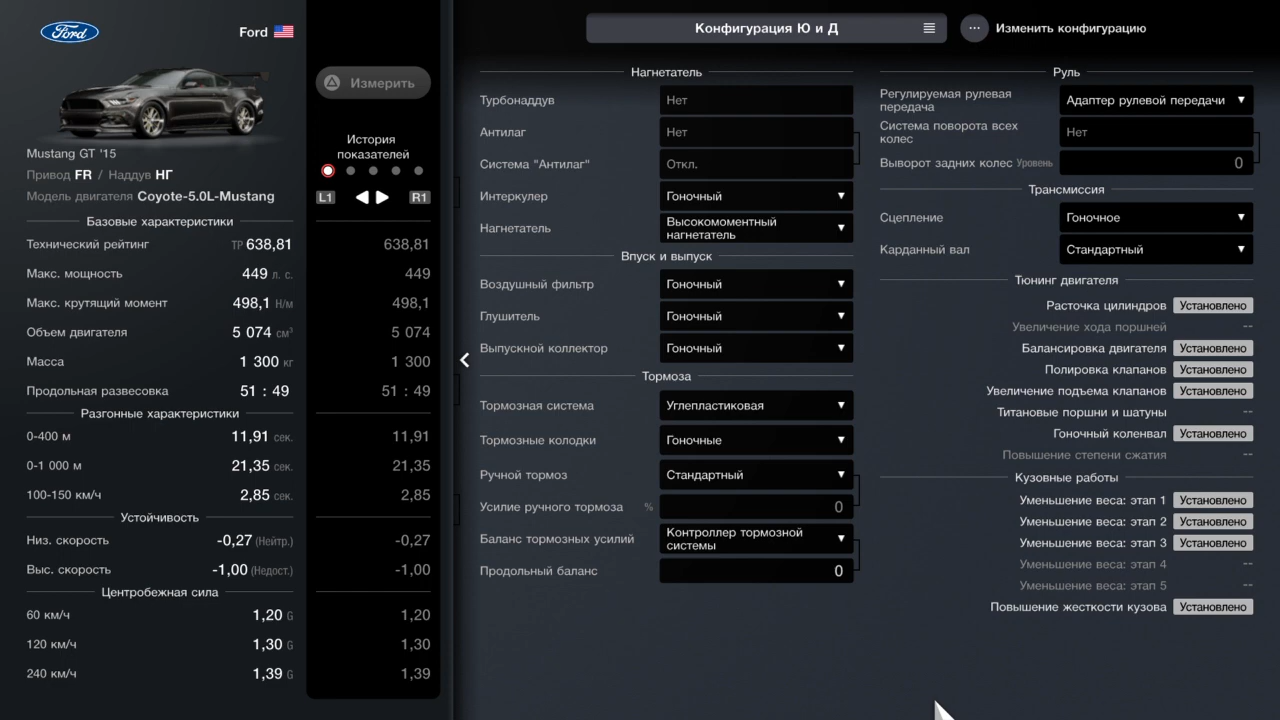 Конфигурация Ю и Д
Изменить конфигурацию
Ford
Ford
Mustang GT '15
Привод FR / Наддув НГ
Модель двигателя Coyote-5.0L-Mustang
Базовые характеристики
Технический рейтинг ТР 638,81
Макс. мощность 449 л. с.
Макс. крутящий момент 498,1 Н/м
Объем двигателя 5 074 см³
Масса 1 300 кг
Продольная развесовка 51 : 49
Разгонные характеристики
0-400 м 11,91 сек.
0-1 000 м 21,35 сек.
100-150 км/ч 2,85 сек.
Устойчивость
Низ. скорость -0,27 (Нейтр.)
Выс. скорость -1,00 (Недост.)
Центробежная сила
60 км/ч 1,20 G
120 км/ч 1,30 G
240 км/ч 1,39 G
Измерить
История
показателей
L1 R1
638,81
449
498,1
5 074
1 300
51 : 49
11,91
21,35
2,85
-0,27
-1,00
1,20
1,30
1,39
Нагнетатель
Турбонаддув Нет
Антилаг Нет
Система "Антилаг" Откл.
Интеркулер Гоночный
Нагнетатель Высокомоментный
нагнетатель
Впуск и выпуск
Воздушный фильтр Гоночный
Глушитель Гоночный
Выпускной коллектор Гоночный
Тормоза
Тормозная система Углепластиковая
Тормозные колодки Гоночные
Ручной тормоз Стандартный
Усилие ручного тормоза % 0
Баланс тормозных усилий Контроллер тормозной
системы
Продольный баланс 0
Руль
Регулируемая рулевая
передача Адаптер рулевой передачи
Система поворота всех
колес Нет
Выворот задних колес Уровень 0
Трансмиссия
Сцепление Гоночное
Карданный вал Стандартный
Тюнинг двигателя
Расточка цилиндров Установлено
Увеличение хода поршней --
Балансировка двигателя Установлено
Полировка клапанов Установлено
Увеличение подъема клапанов Установлено
Титановые поршни и шатуны --
Гоночный коленвал Установлено
Повышение степени сжатия --
Кузовные работы
Уменьшение веса: этап 1 Установлено
Уменьшение веса: этап 2 Установлено
Уменьшение веса: этап 3 Установлено
Уменьшение веса: этап 4 --
Уменьшение веса: этап 5 --
Повышение жесткости кузова Установлено